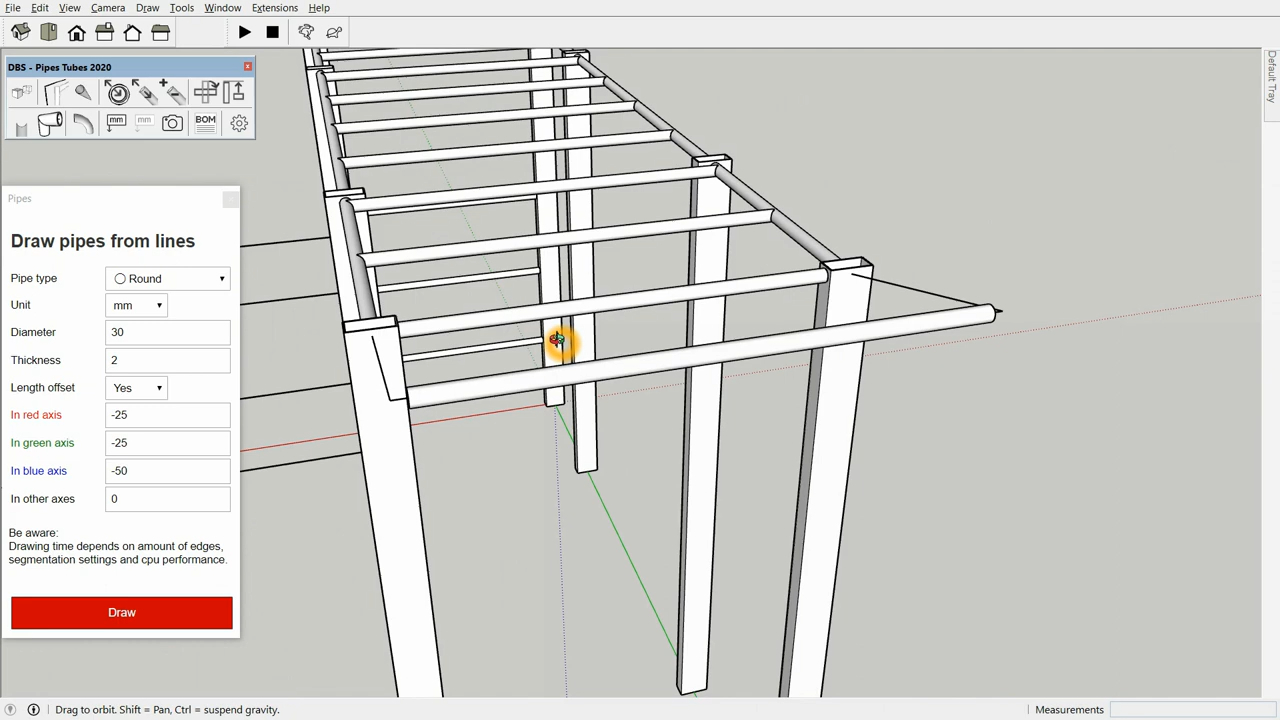 File Edit View Camera Draw Tools Window Extensions Help
DBS - Pipes Tubes 2020
mm mm BOM
Default Tray
Pipes
Draw pipes from lines
Pipe type Round
Unit mm
Diameter 30
Thickness 2
Length offset Yes
In red axis -25
In green axis -25
In blue axis -50
In other axes 0
Be aware:
Drawing time depends on amount of edges,
segmentation settings and cpu performance.
Draw
Drag to orbit. Shift = Pan, Ctrl = suspend gravity.
Measurements